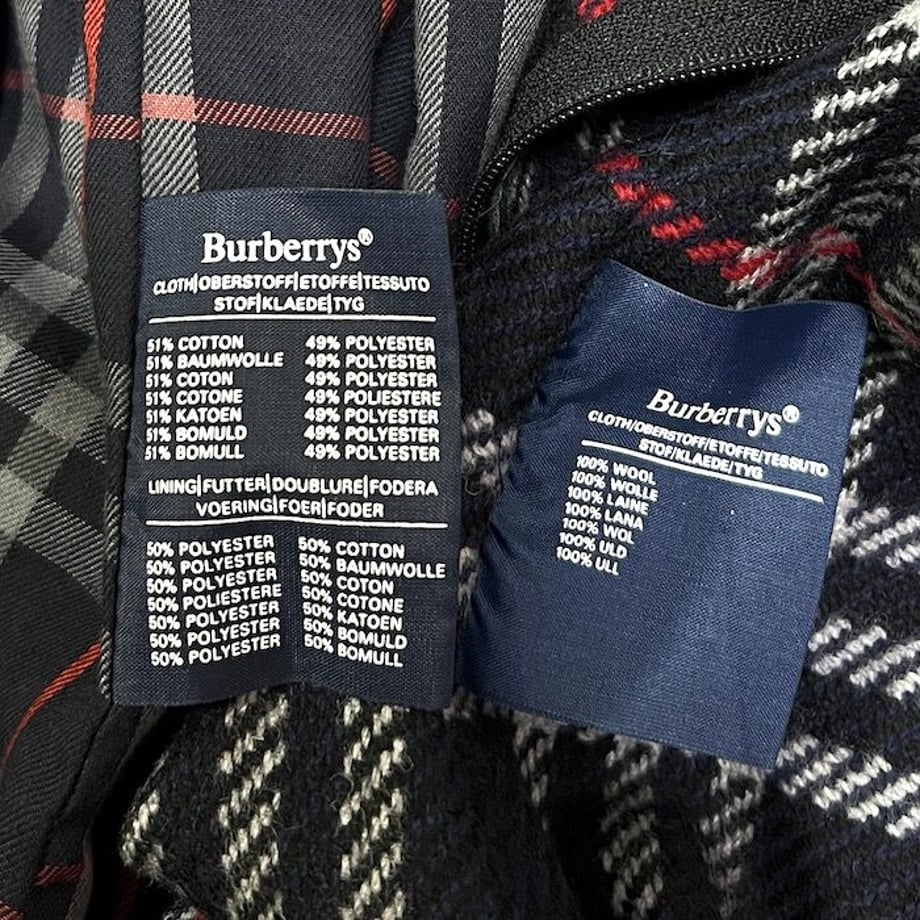 Burberrys®
CLOTH|OBERSTOFF|ETOFFE|TESSUTO
STOF|KLAEDE|TYG
51% COTTON 49% POLYESTER
51% BAUMWOLLE 49% POLYESTER
51% COTON 49% POLYESTER
51% COTONE 49% POLIESTERE
51% KATOEN 49% POLYESTER
51% BOMULD 49% POLYESTER
51% BOMULL 49% POLYESTER
LINING|FUTTER|DOUBLURE|FODERA
VOERING|FOER|FODER
50% POLYESTER 50% COTTON
50% POLYESTER 50% BAUMWOLLE
50% POLYESTER 50% COTON
50% POLIESTERE 50% COTONE
50% POLYESTER 50% KATOEN
50% POLYESTER 50% BOMULD
50% POLYESTER 50% BOMULL
Burberrys®
CLOTH/OBERSTOFF/ETOFFE/TESSUTO
STOF/KLAEDE/TYG
100% WOOL
100% WOLLE
100% LAINE
100% LANA
100% WOL
100% ULD
100% ULL